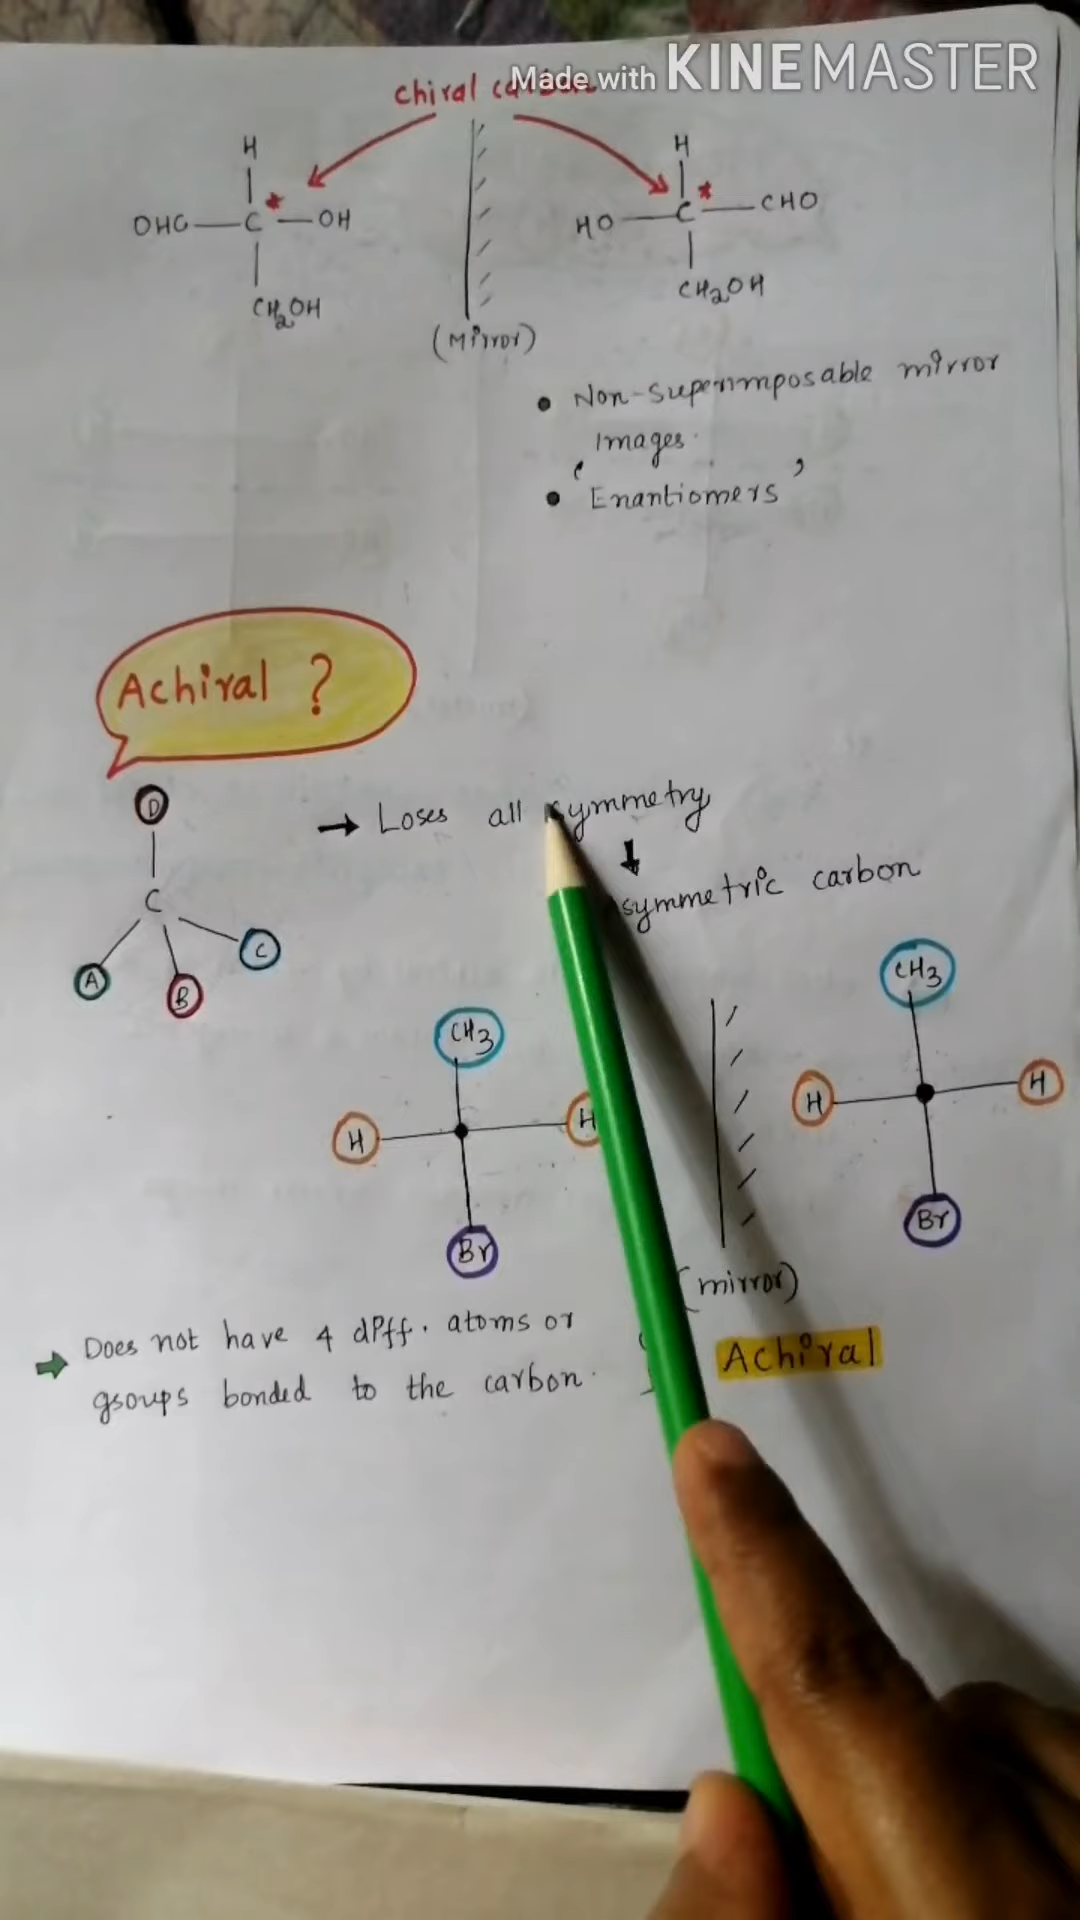 Made with KINEMASTER
chiral
H
H
OHC C * OH
HO C * CHO
CH2OH
CH2OH
(Mirror)
• Non-superimposable mirror
images.
• 'Enantiomers'
Achiral ?
D
→ Loses all symmetry
↓
symmetric carbon
C
A
B
C
CH3
H
H
Br
CH3
H
H
Br
(mirror)
Does not have 4 diff. atoms or
gsoups bonded to the carbon.
Achiral